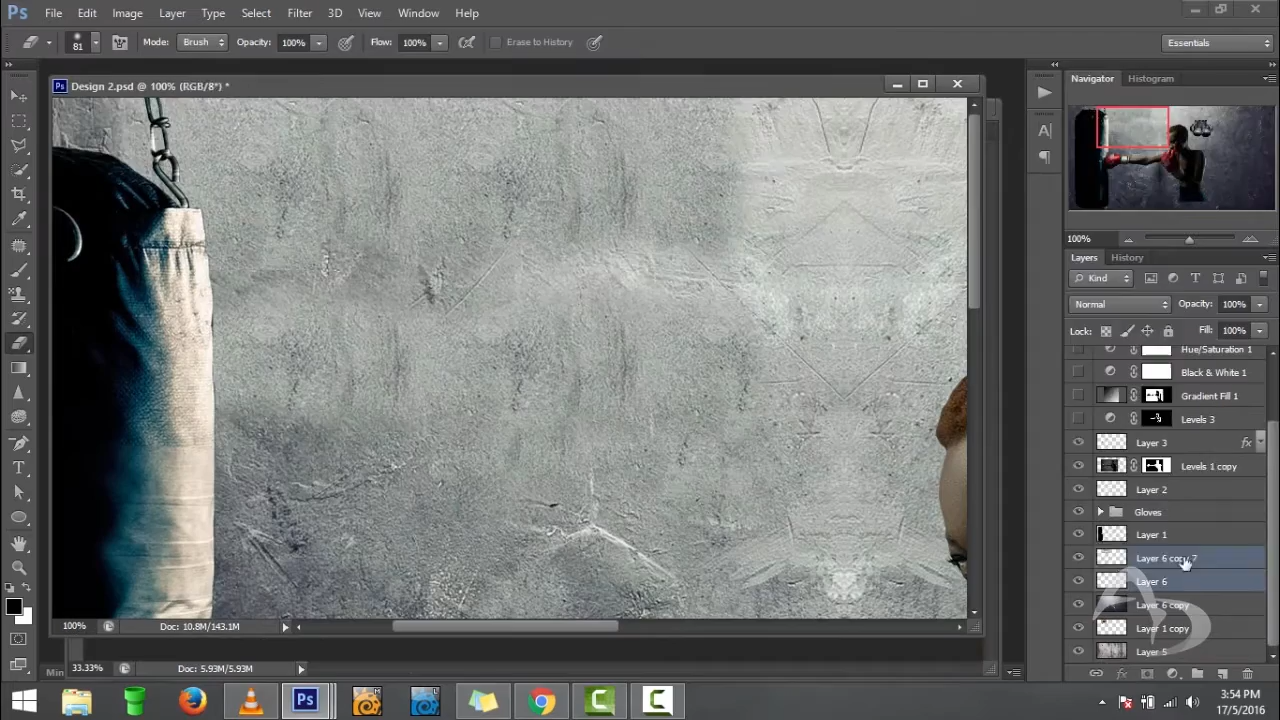 Ps File Edit Image Layer Type Select Filter 3D View Window Help
81 Mode: Brush Opacity: 100% Flow: 100% Erase to History Essentials
Ps Design 2.psd @ 100% (RGB/8*) *
Navigator Histogram
100%
Layers History
Kind
Normal Opacity: 100%
Lock: Fill: 100%
Hue/Saturation 1
Black & White 1
Gradient Fill 1
Levels 3
Layer 3 fx
Levels 1 copy
Layer 2
Gloves
Layer 1
Layer 6 copy 7
Layer 6
Layer 6 copy
Layer 1 copy
Layer 5
100% Doc: 10.8M/143.1M
Min 33.33% Doc: 5.93M/5.93M
3:54 PM
17/5/2016